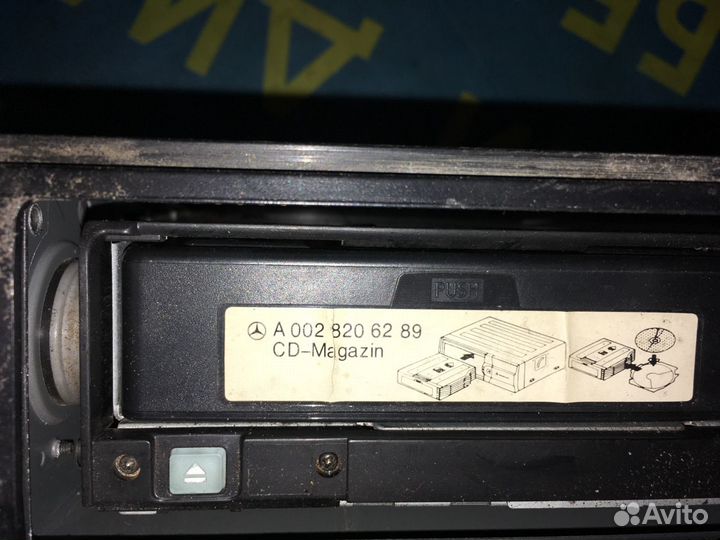 PUSH
A 002 820 62 89
CD-Magazin
Avito